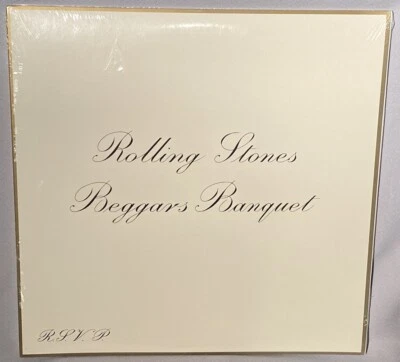 Rolling Stones
Beggars Banquet
R.S.V.P